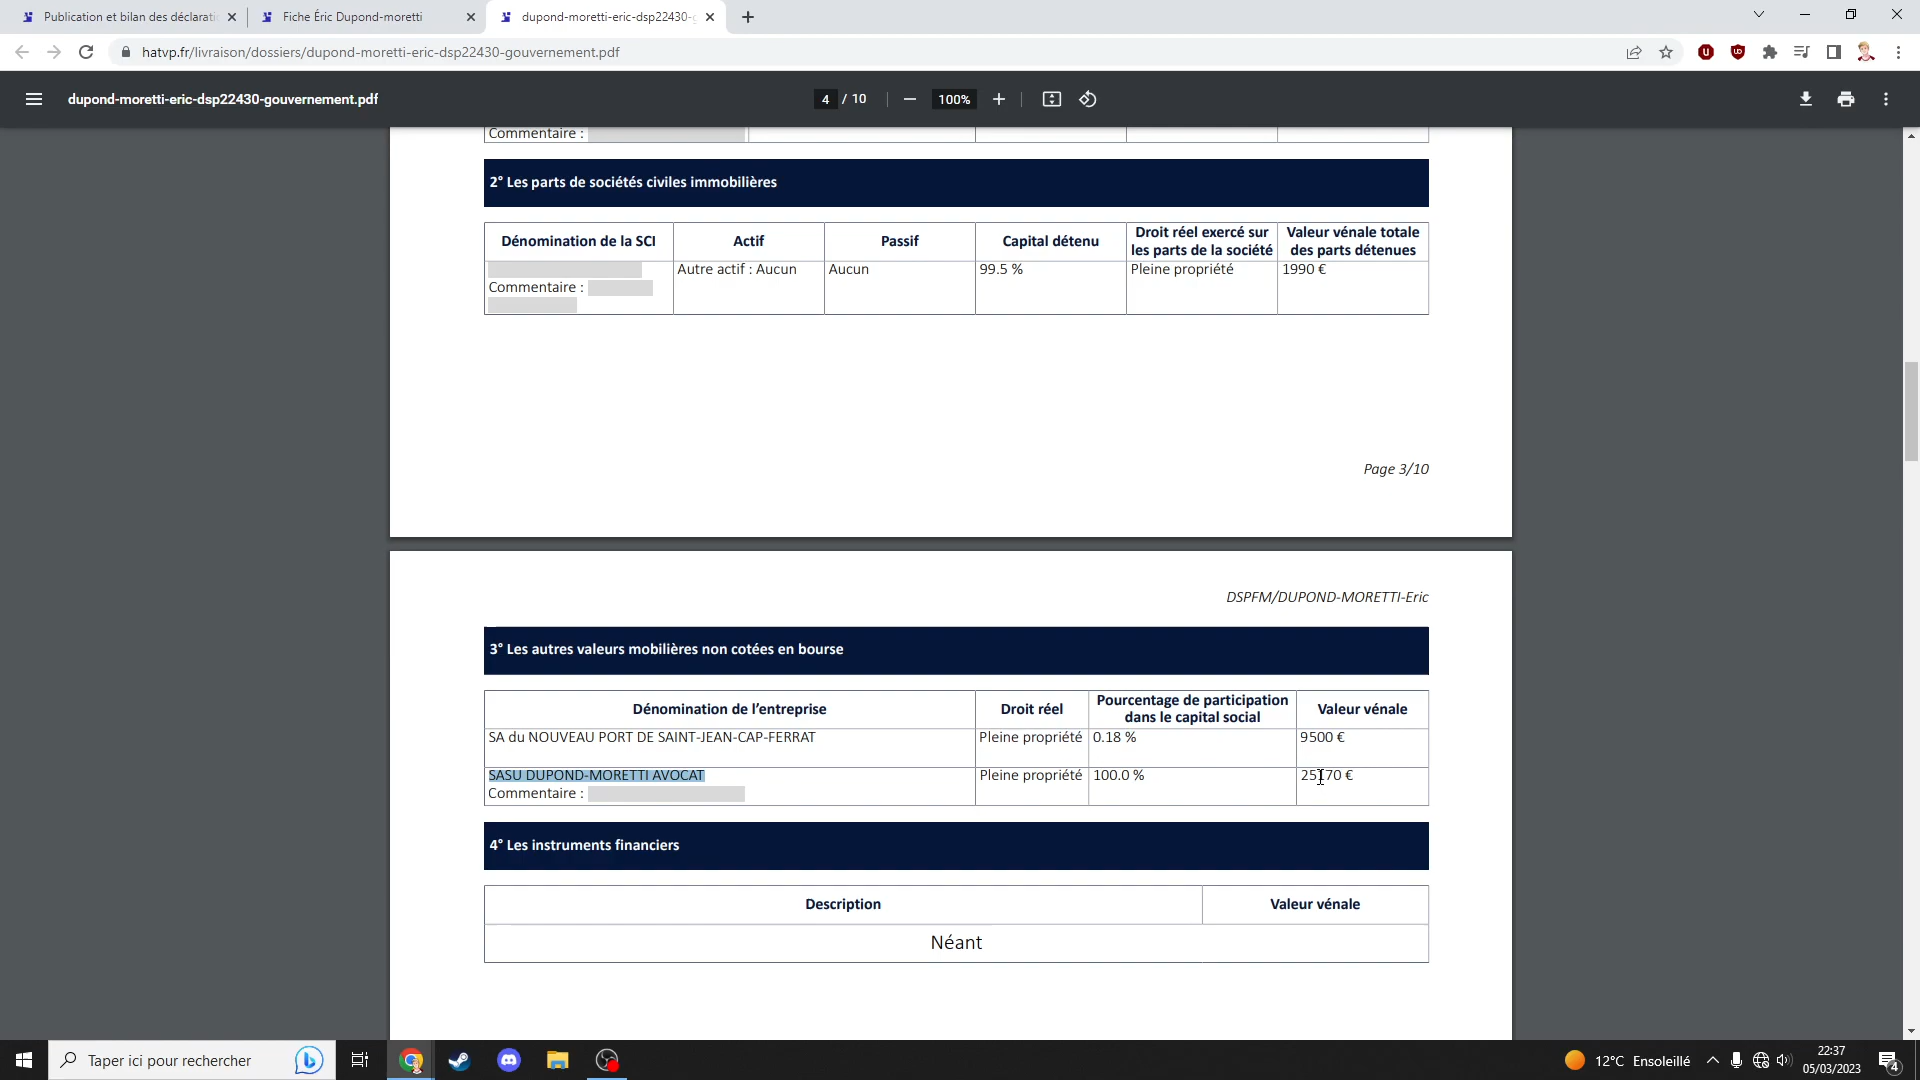 Publication et bilan des déclarati
Fiche Éric Dupond-moretti
dupond-moretti-eric-dsp22430-g
hatvp.fr/livraison/dossiers/dupond-moretti-eric-dsp22430-gouvernement.pdf
dupond-moretti-eric-dsp22430-gouvernement.pdf
4 / 10
100%
Commentaire :
2° Les parts de sociétés civiles immobilières
Dénomination de la SCI Actif Passif Capital détenu Droit réel exercé sur les parts de la société Valeur vénale totale des parts détenues
Autre actif : Aucun Aucun 99.5 % Pleine propriété 1990 €
Commentaire :
Page 3/10
DSPFM/DUPOND-MORETTI-Eric
3° Les autres valeurs mobilières non cotées en bourse
Dénomination de l’entreprise Droit réel Pourcentage de participation dans le capital social Valeur vénale
SA du NOUVEAU PORT DE SAINT-JEAN-CAP-FERRAT Pleine propriété 0.18 % 9500 €
SASU DUPOND-MORETTI AVOCAT Pleine propriété 100.0 %
Commentaire :
4° Les instruments financiers
Description Valeur vénale
Néant
Taper ici pour rechercher
12°C Ensoleillé
22:37
05/03/2023
4